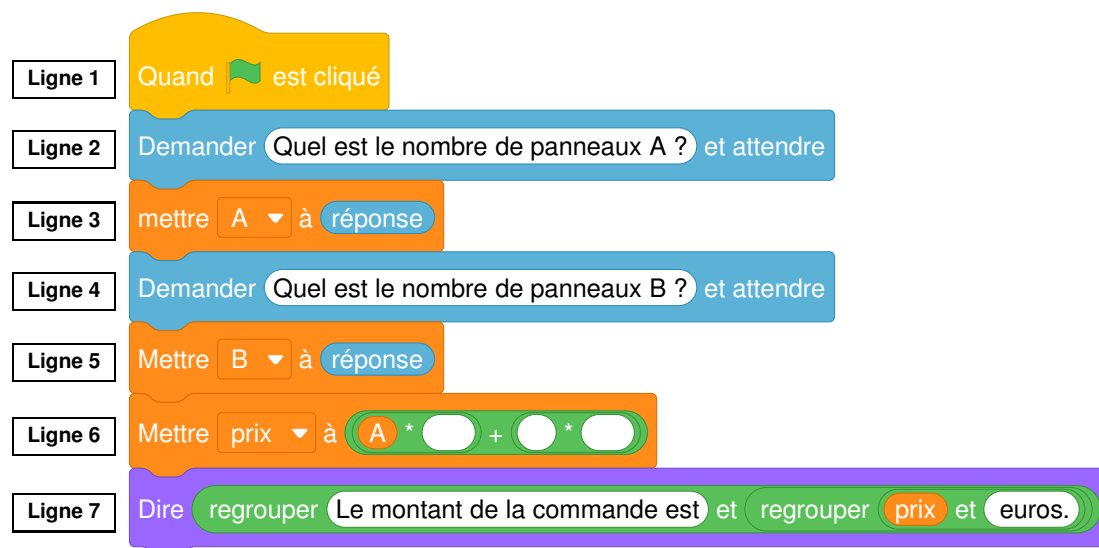 Ligne 1 Quand est cliqué
Ligne 2 Demander Quel est le nombre de panneaux A ? et attendre
Ligne 3 mettre A à réponse
Ligne 4 Demander Quel est le nombre de panneaux B ? et attendre
Ligne 5 Mettre B à réponse
Ligne 6 Mettre prix à A * + *
Ligne 7 Dire regrouper Le montant de la commande est et regrouper prix et euros.